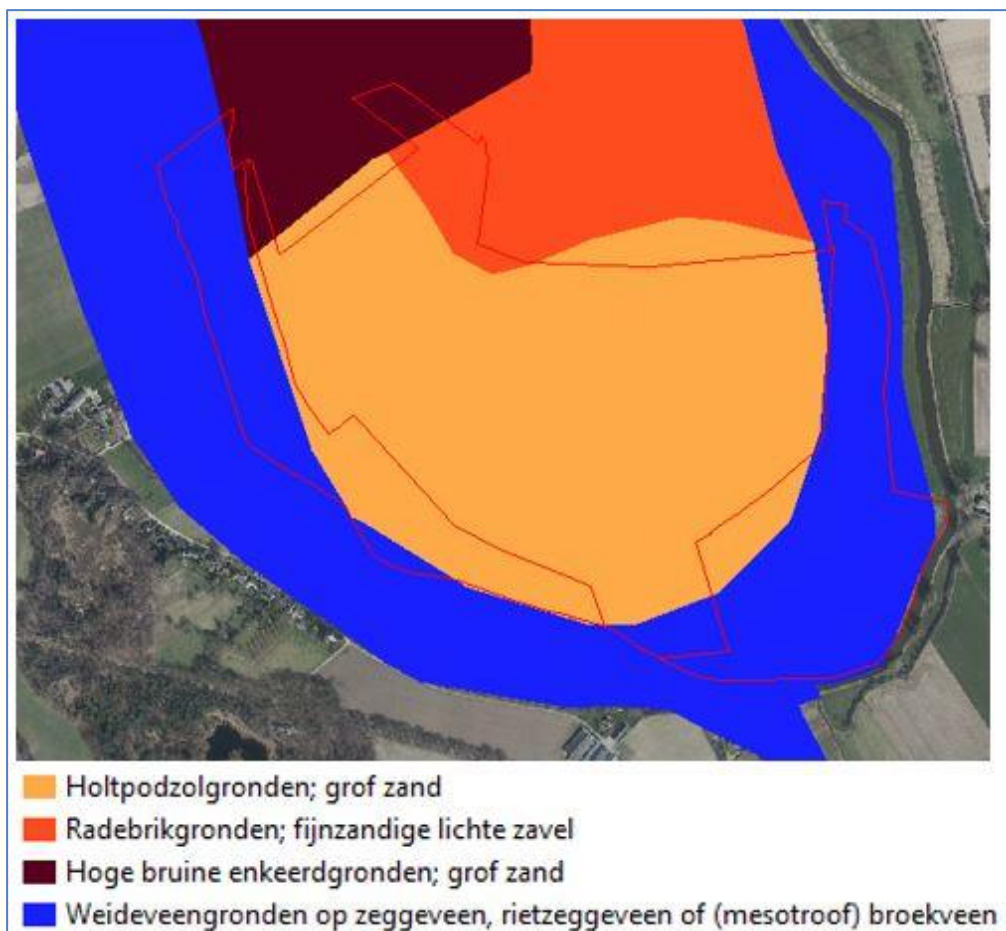 Holtpodzolgronden; grof zand
Radebrikgronden; fijnzandige lichte zavel
Hoge bruine enkeerdgronden; grof zand
Weideveengronden op zeggeveen, rietzeggeveen of (mesotroof) broekveen